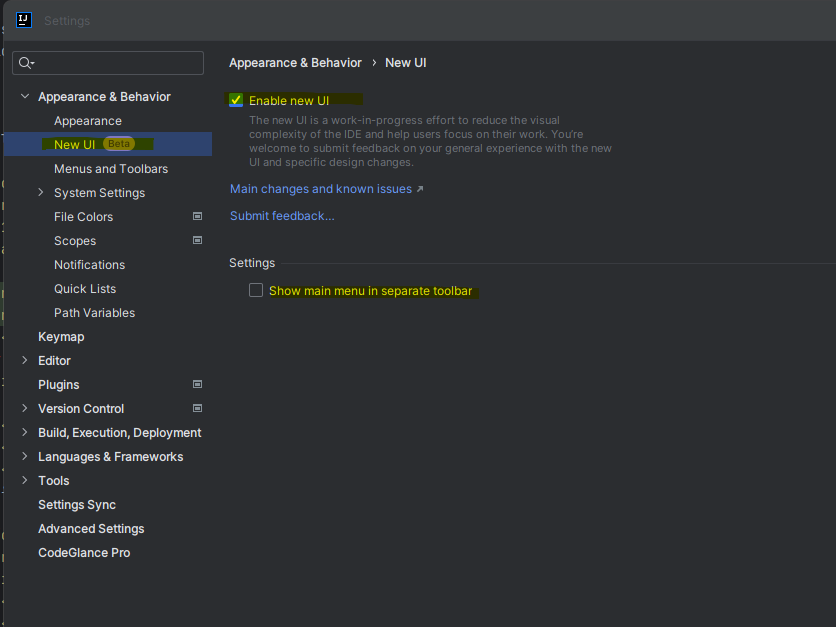 IJ
Settings
Appearance & Behavior
Appearance
New UI Beta
Menus and Toolbars
System Settings
File Colors
Scopes
Notifications
Quick Lists
Path Variables
Keymap
Editor
Plugins
Version Control
Build, Execution, Deployment
Languages & Frameworks
Tools
Settings Sync
Advanced Settings
CodeGlance Pro
Appearance & Behavior › New UI
Enable new UI
The new UI is a work-in-progress effort to reduce the visual
complexity of the IDE and help users focus on their work. You're
welcome to submit feedback on your general experience with the new
UI and specific design changes.
Main changes and known issues ↗
Submit feedback...
Settings
Show main menu in separate toolbar